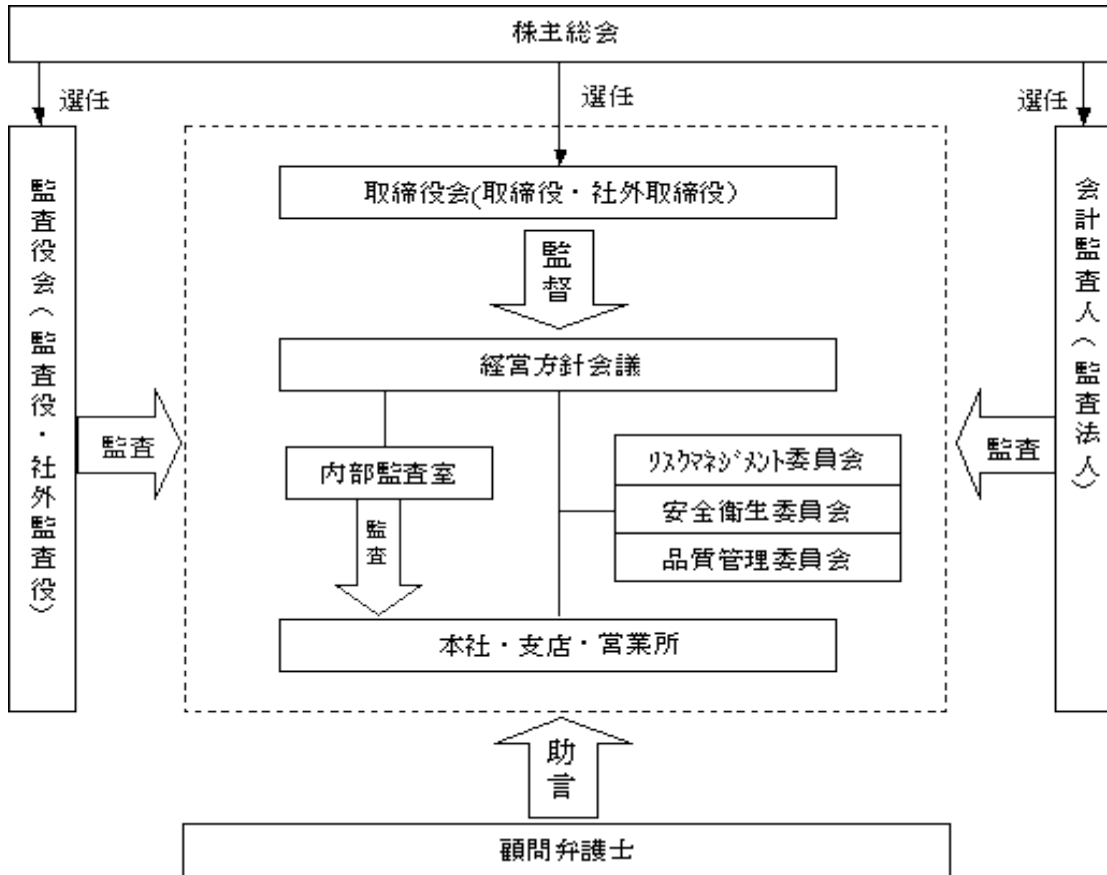 株主総会
選任
選任
選任
監査役会(監査役・社外監査役)
取締役会(取締役・社外取締役)
会計監査人(監査法人)
監督
経営方針会議
監査
監査
内部監査室
リスクマネジメント委員会
安全衛生委員会
品質管理委員会
監査
本社・支店・営業所
助言
顧問弁護士